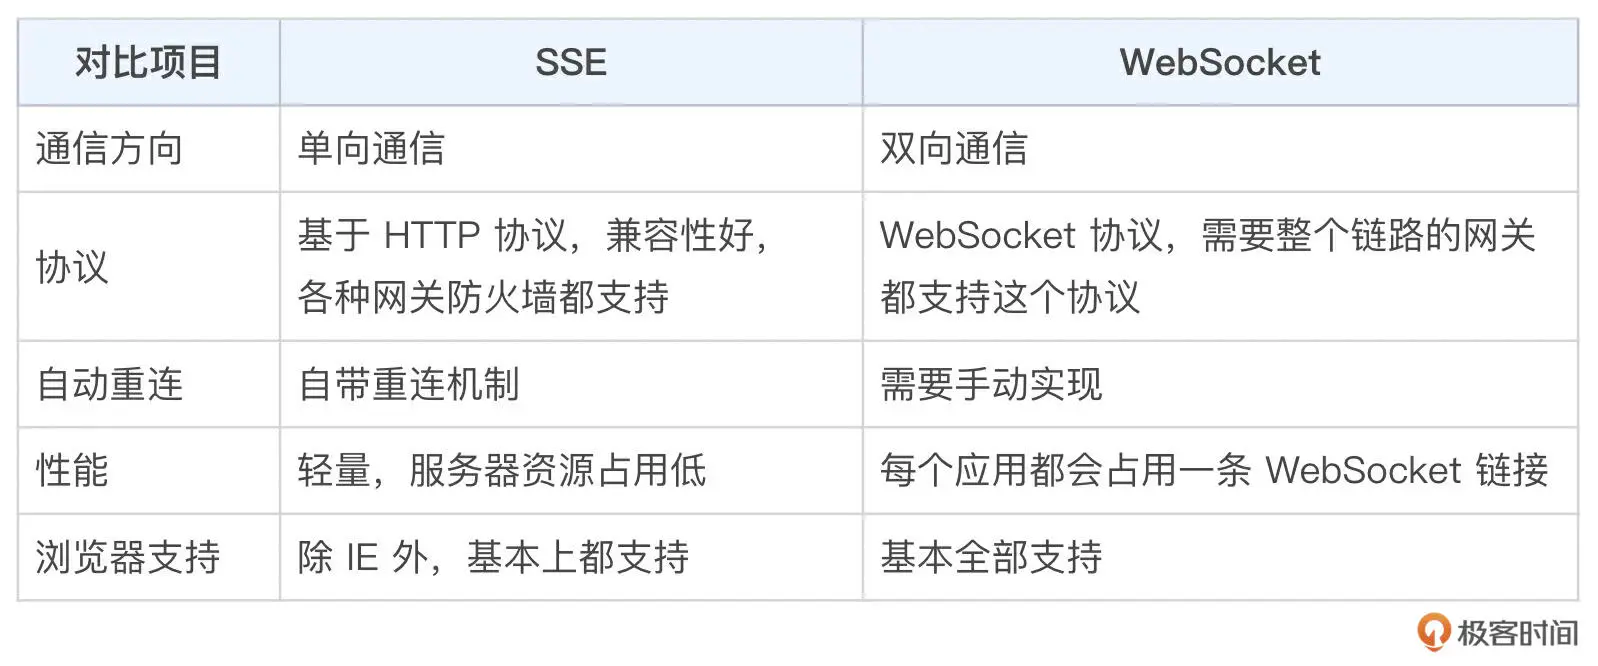 对比项目 SSE WebSocket
通信方向 单向通信 双向通信
协议 基于 HTTP 协议，兼容性好，
各种网关防火墙都支持 WebSocket 协议，需要整个链路的网关
都支持这个协议
自动重连 自带重连机制 需要手动实现
性能 轻量，服务器资源占用低 每个应用都会占用一条 WebSocket 链接
浏览器支持 除 IE 外，基本上都支持 基本全部支持
极客时间